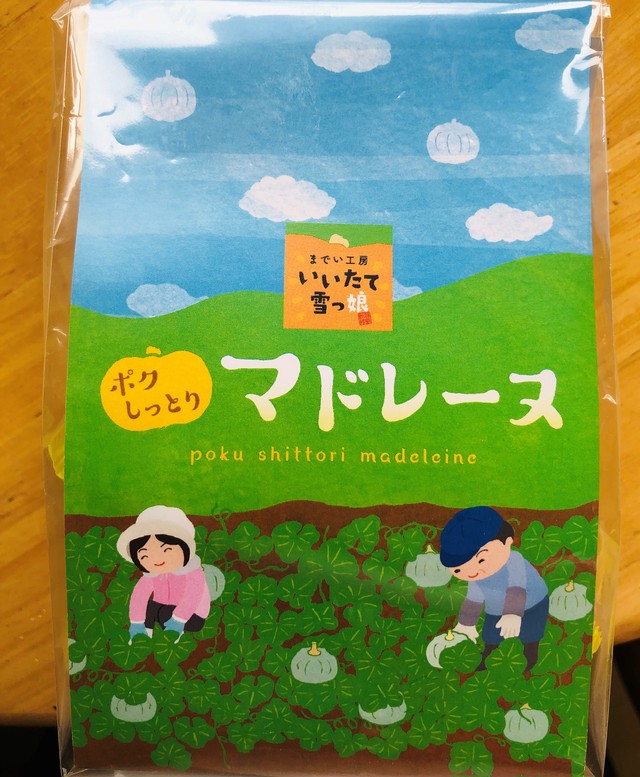 までい工房
いいたて
雪っ娘
ポク
しっとり
マドレーヌ
poku shittori madeleine